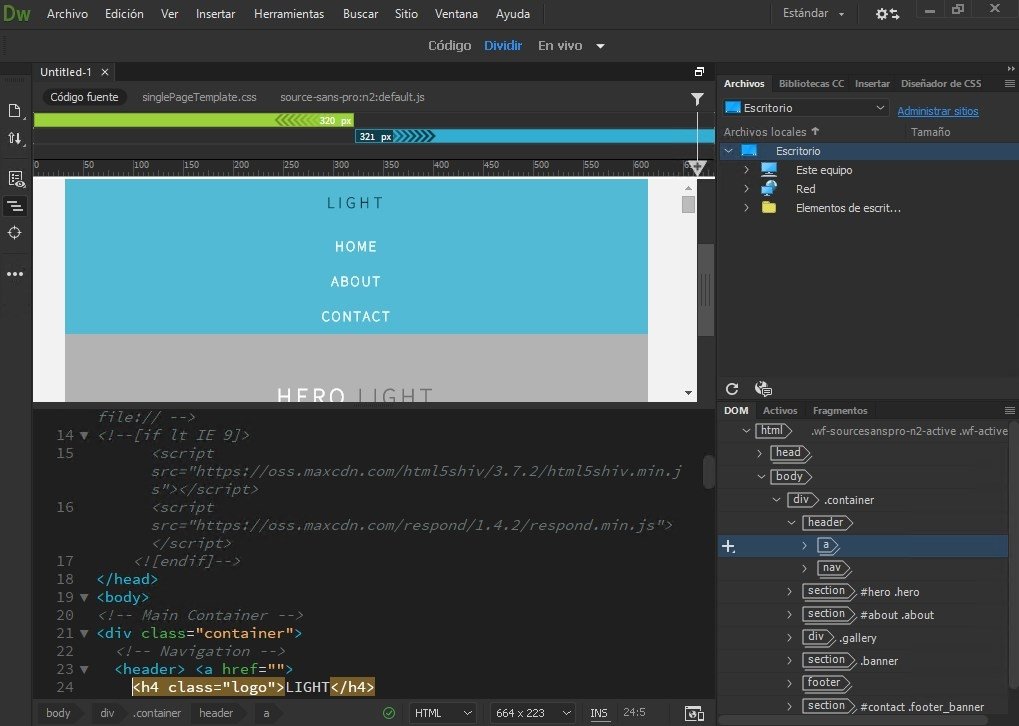 Dw Archivo Edición Ver Insertar Herramientas Buscar Sitio Ventana Ayuda Estándar
Código Dividir En vivo
Untitled-1 ×
Código fuente singlePageTemplate.css source-sans-pro:n2:default.js
320 px
321 px
0 50 100 150 200 250 300 350 400 450 500 550 600
LIGHT
HOME
ABOUT
CONTACT
HERO LIGHT
file:// -->
14 <!--[if lt IE 9]>
15 <script
src="https://oss.maxcdn.com/html5shiv/3.7.2/html5shiv.min.j
s"></script>
16 <script
src="https://oss.maxcdn.com/respond/1.4.2/respond.min.js">
</script>
17 <![endif]-->
18 </head>
19 <body>
20 <!-- Main Container -->
21 <div class="container">
22 <!-- Navigation -->
23 <header> <a href="">
24 <h4 class="logo">LIGHT</h4>
body div .container header a HTML 664 x 223 INS 24:5
Archivos Bibliotecas CC Insertar Diseñador de CSS
Escritorio Administrar sitios
Archivos locales Tamaño
Escritorio
Este equipo
Red
Elementos de escrit...
DOM Activos Fragmentos
html .wf-sourcesanspro-n2-active .wf-active
head
body
div .container
header
a
nav
section #hero .hero
section #about .about
div .gallery
section .banner
footer
section #contact .footer_banner